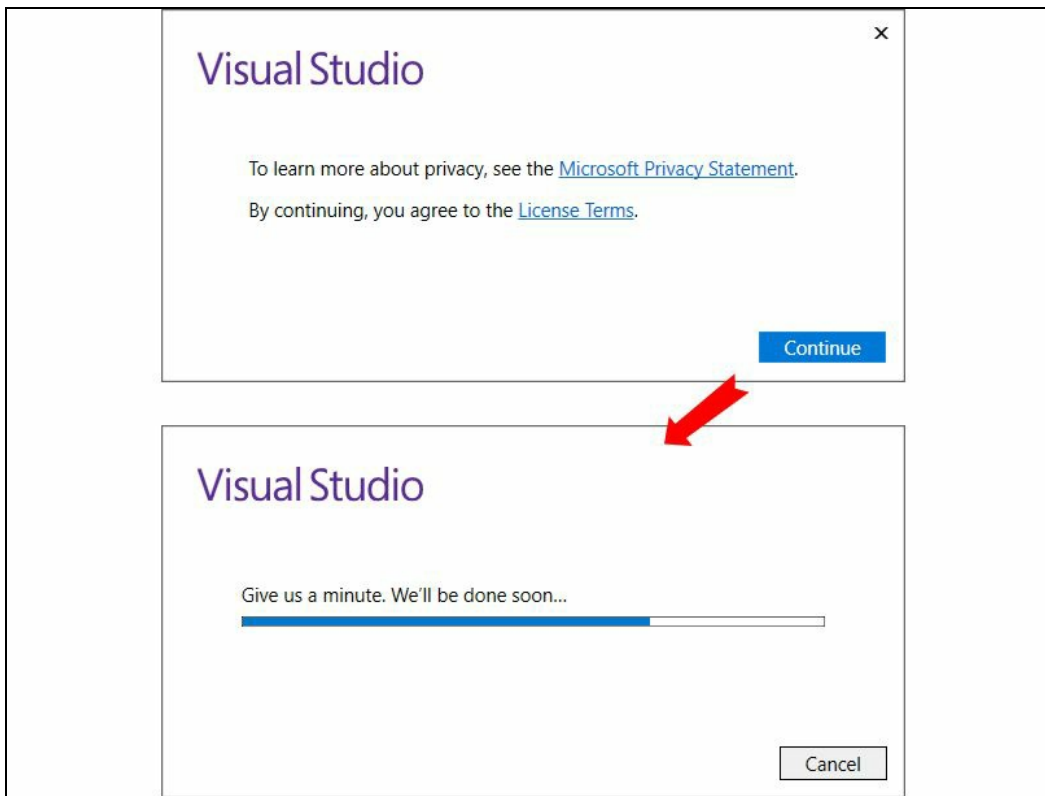 Visual Studio
To learn more about privacy, see the Microsoft Privacy Statement.
By continuing, you agree to the License Terms.
Continue
Visual Studio
Give us a minute. We'll be done soon...
Cancel